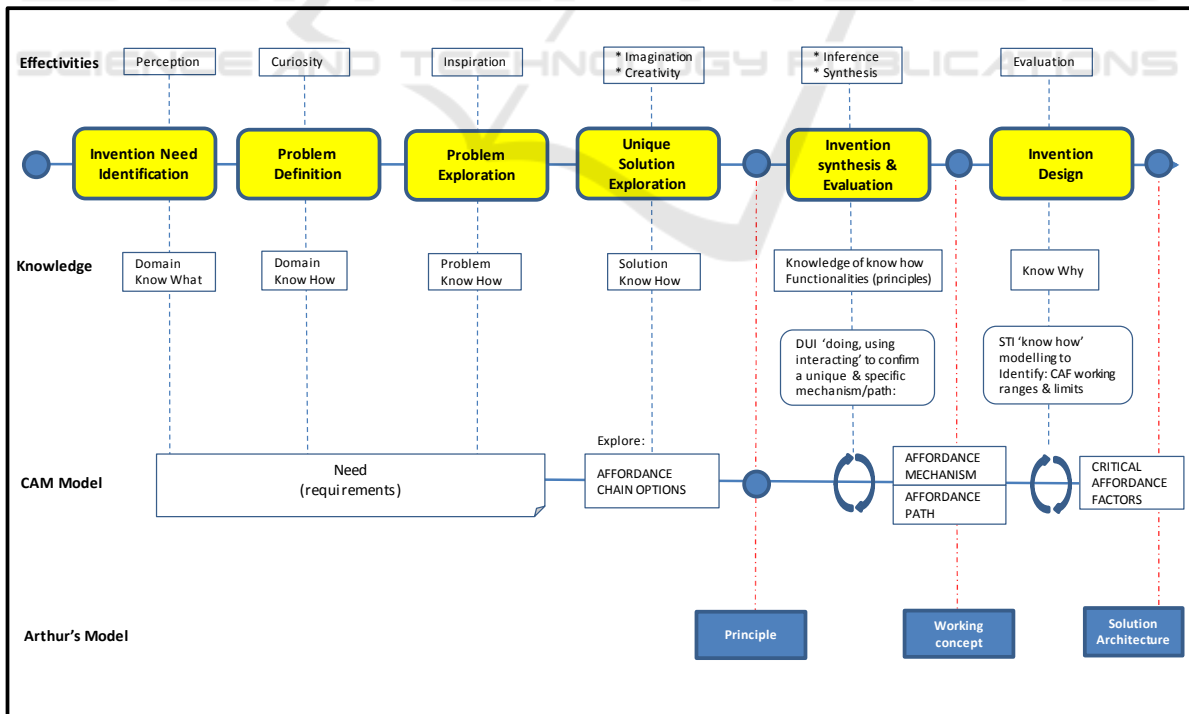 SCIENCE AND TECHNOLOGY PUBLICATIONS
Effectivities
Perception
Curiosity
Inspiration
* Imagination
* Creativity
* Inference
* Synthesis
Evaluation
Invention Need
Identification
Problem
Definition
Problem
Exploration
Unique
Solution
Exploration
Invention
synthesis &
Evaluation
Invention
Design
Knowledge
Domain
Know What
Domain
Know How
Problem
Know How
Solution
Know How
Knowledge of know how
Functionalities (principles)
Know Why
DUI ‘doing, using
interacting’ to confirm
a unique & specific
mechanism/path:
STI ‘know how’
modelling to
Identify: CAF working
ranges & limits
CAM Model
Need
(requirements)
Explore:
AFFORDANCE
CHAIN OPTIONS
AFFORDANCE
MECHANISM
AFFORDANCE
PATH
CRITICAL
AFFORDANCE
FACTORS
Arthur’s Model
Principle
Working
concept
Solution
Architecture